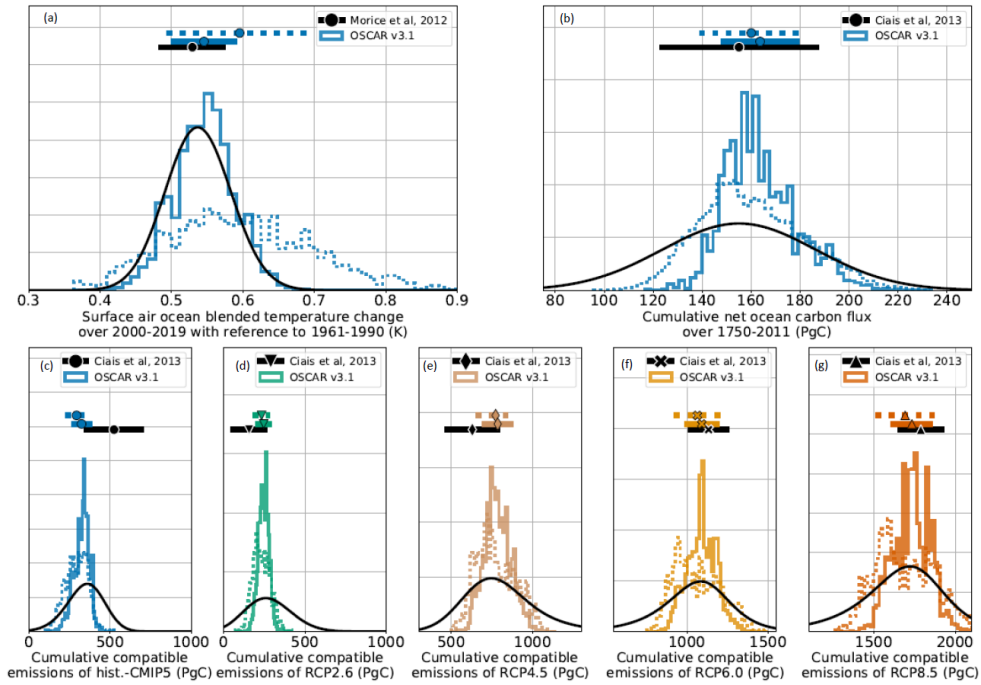 (a)
Morice et al, 2012
OSCAR v3.1
0.3 0.4 0.5 0.6 0.7 0.8 0.9
Surface air ocean blended temperature change
over 2000-2019 with reference to 1961-1990 (K)
(b)
Ciais et al, 2013
OSCAR v3.1
80 100 120 140 160 180 200 220 240
Cumulative net ocean carbon flux
over 1750-2011 (PgC)
(c)
Ciais et al, 2013
OSCAR v3.1
0 500 1000
Cumulative compatible
emissions of hist.-CMIP5 (PgC)
(d)
Ciais et al, 2013
OSCAR v3.1
0 500 1000
Cumulative compatible
emissions of RCP2.6 (PgC)
(e)
Ciais et al, 2013
OSCAR v3.1
500 1000
Cumulative compatible
emissions of RCP4.5 (PgC)
(f)
Ciais et al, 2013
OSCAR v3.1
1000 1500
Cumulative compatible
emissions of RCP6.0 (PgC)
(g)
Ciais et al, 2013
OSCAR v3.1
1500 2000
Cumulative compatible
emissions of RCP8.5 (PgC)